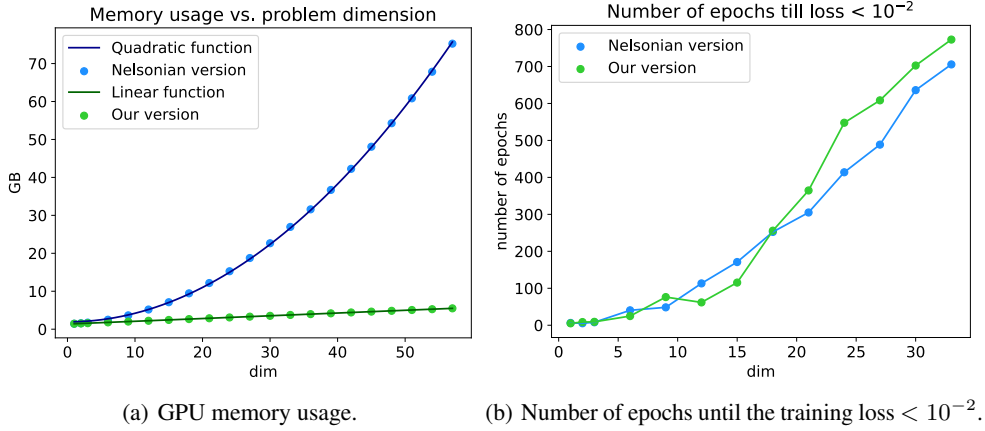 Memory usage vs. problem dimension
Quadratic function
Nelsonian version
Linear function
Our version
GB
70
60
50
40
30
20
10
0
0 10 20 30 40 50
dim
(a) GPU memory usage.
Number of epochs till loss < 10⁻²
Nelsonian version
Our version
number of epochs
800
700
600
500
400
300
200
100
0
0 5 10 15 20 25 30
dim
(b) Number of epochs until the training loss < 10⁻².